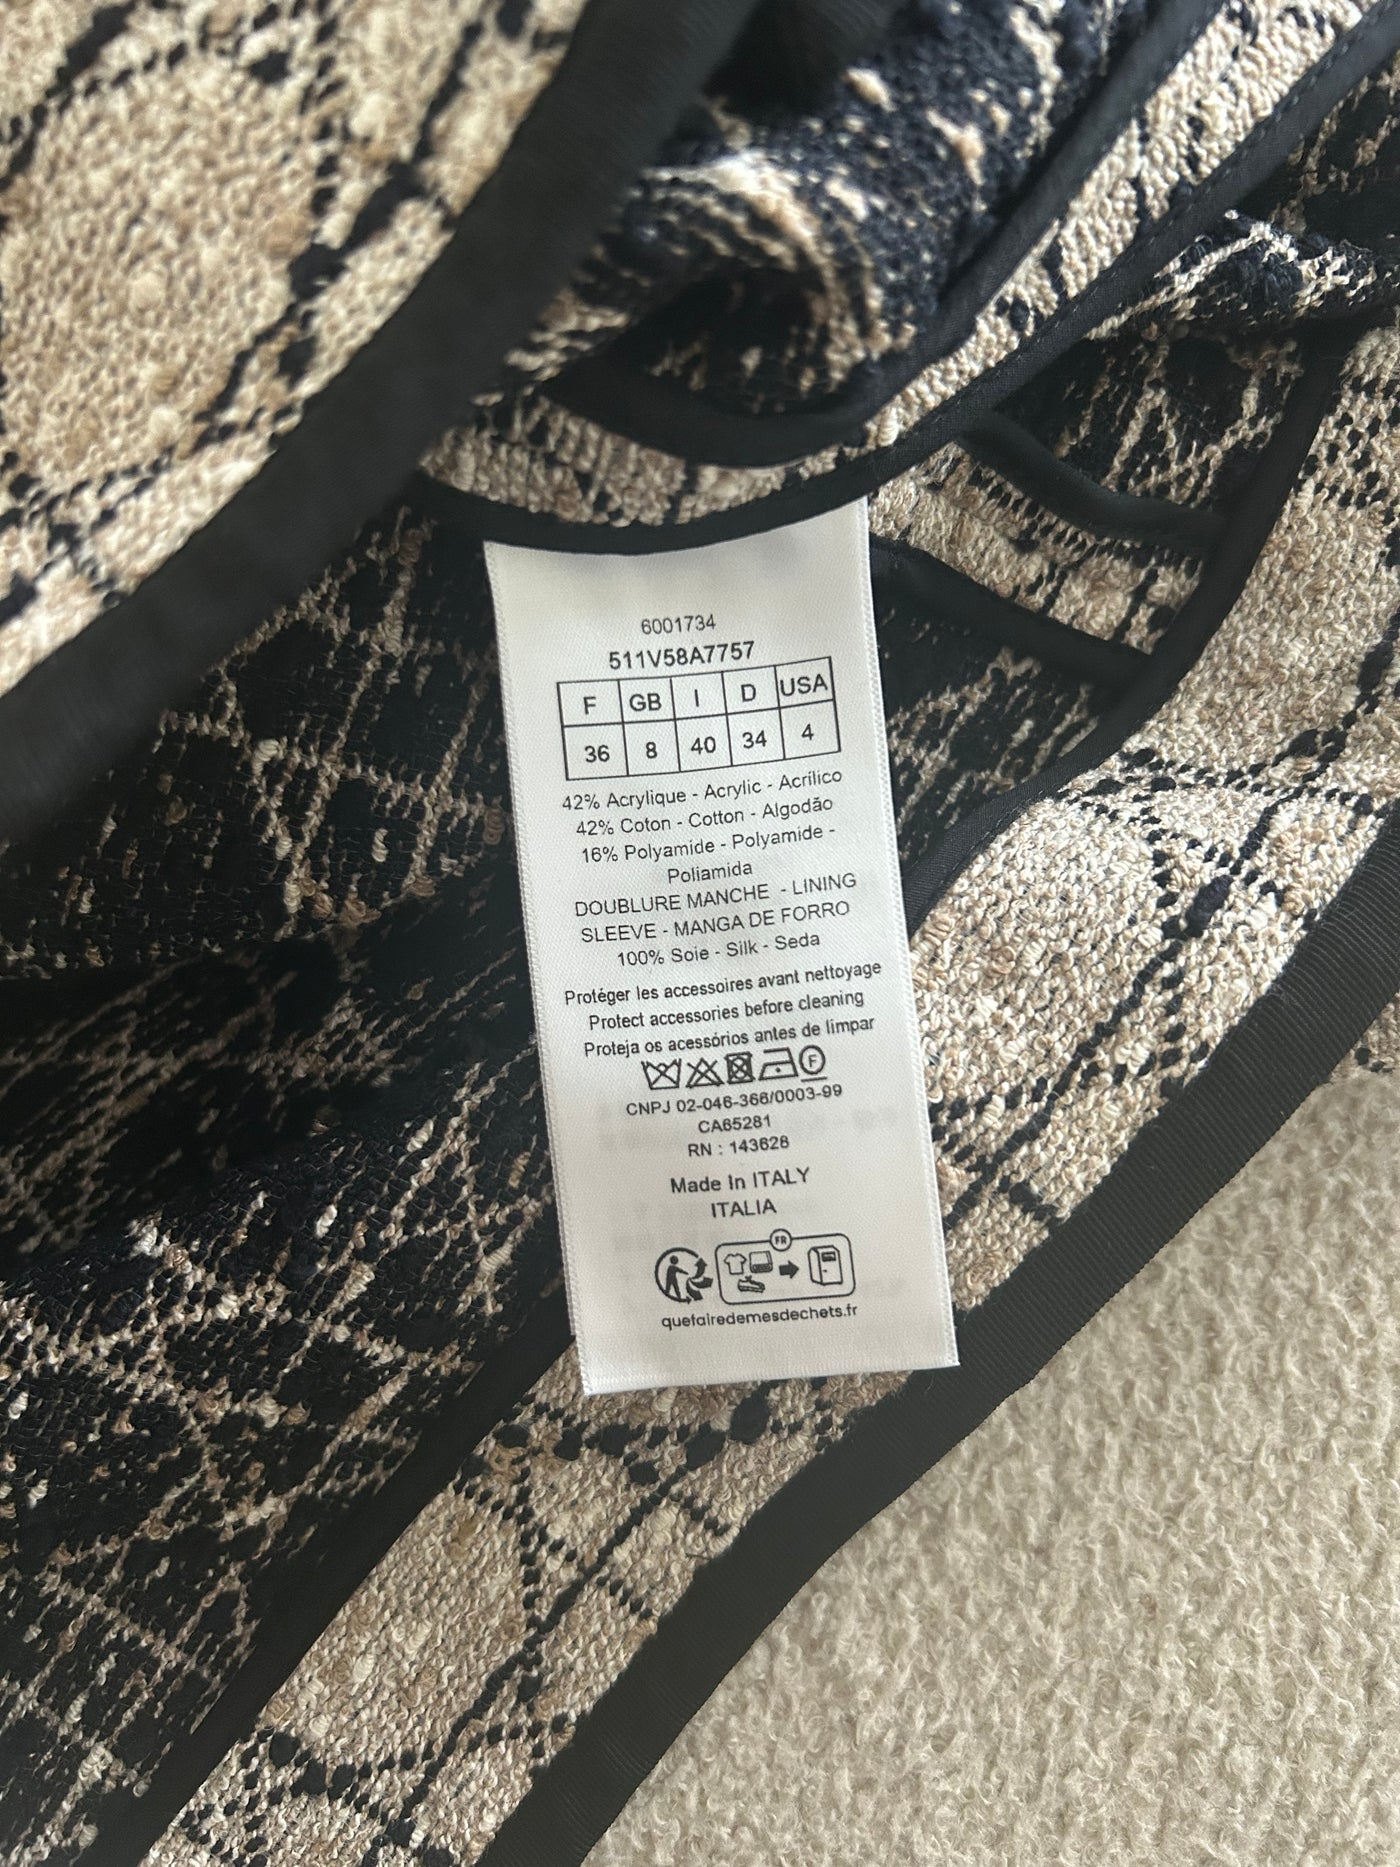 6001734
511V58A7757
F GB I D USA
36 8 40 34 4
42% Acrylique - Acrylic - Acrílico
42% Coton - Cotton - Algodão
16% Polyamide - Polyamide -
Poliamida
DOUBLURE MANCHE - LINING
SLEEVE - MANGA DE FORRO
100% Soie - Silk - Seda
Protéger les accessoires avant nettoyage
Protect accessories before cleaning
Proteja os acessórios antes de limpar
F
CNPJ 02-046-366/0003-99
CA65281
RN : 143628
Made In ITALY
ITALIA
FR
quefairedemesdechets.fr